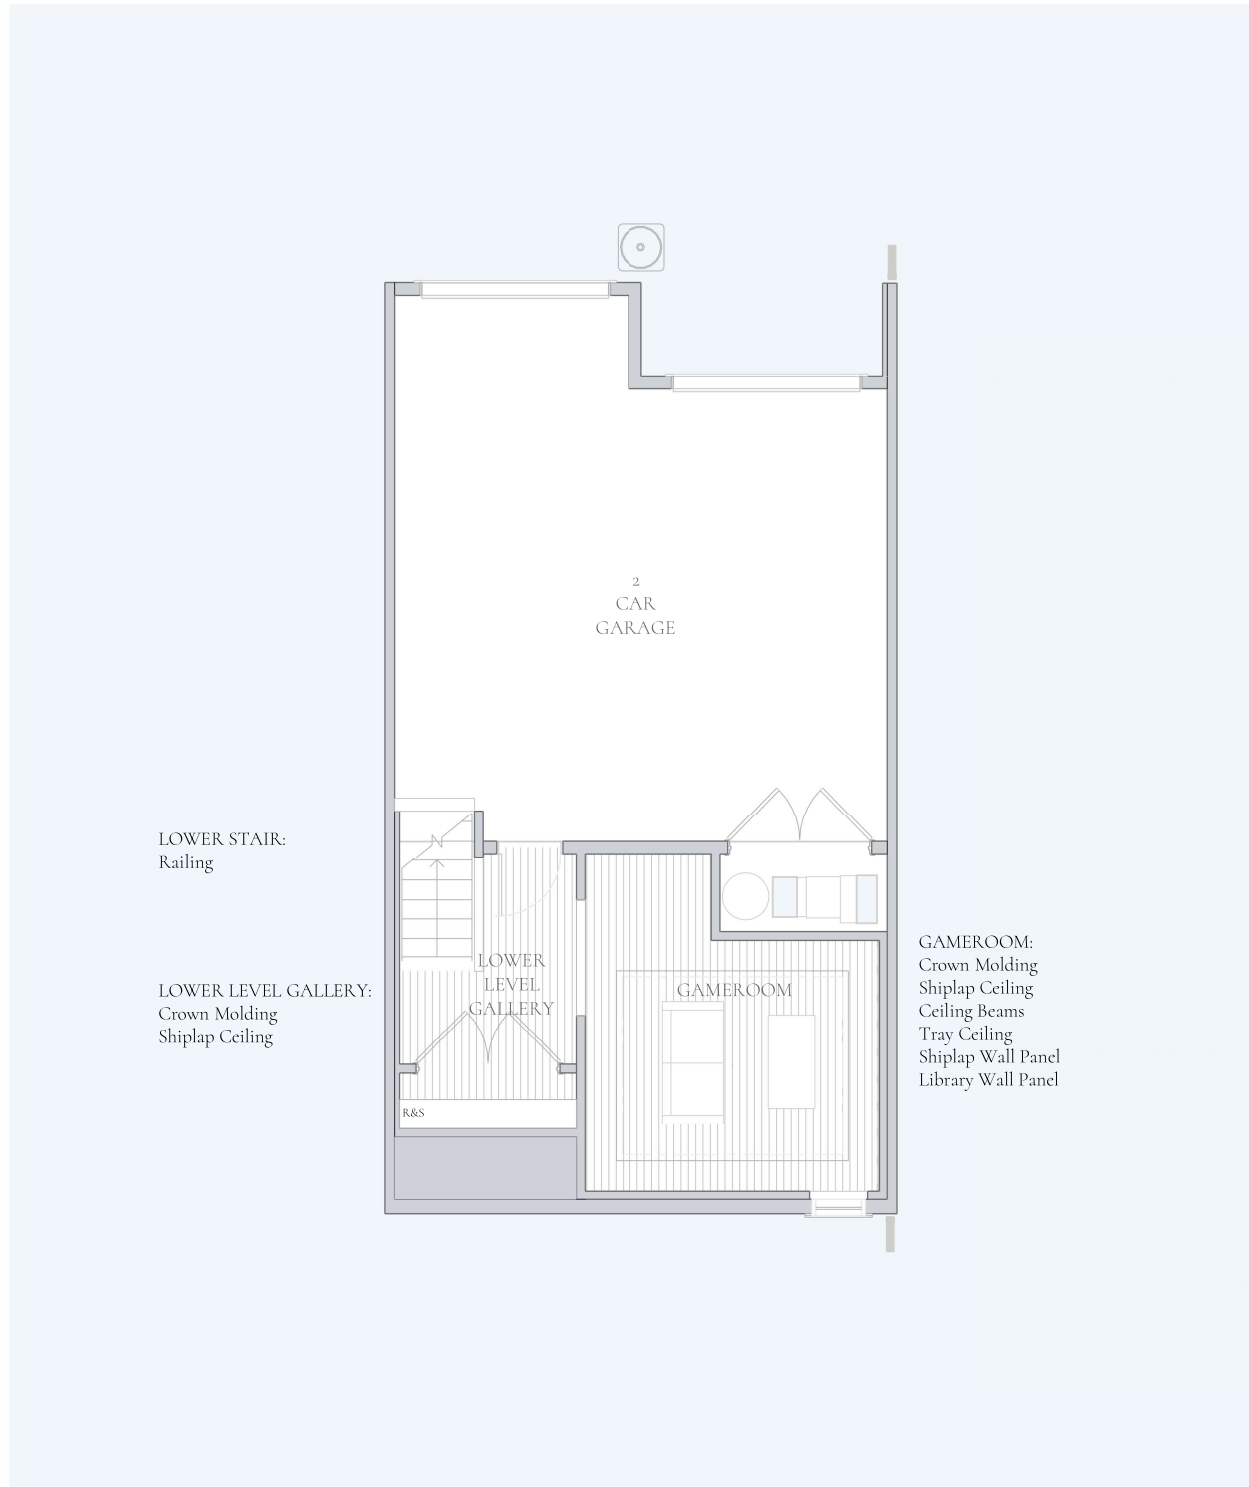 2
CAR
GARAGE
LOWER STAIR:
Railing
LOWER LEVEL GALLERY:
Crown Molding
Shiplap Ceiling
LOWER
LEVEL
GALLERY
R&S
GAMEROOM
GAMEROOM:
Crown Molding
Shiplap Ceiling
Ceiling Beams
Tray Ceiling
Shiplap Wall Panel
Library Wall Panel